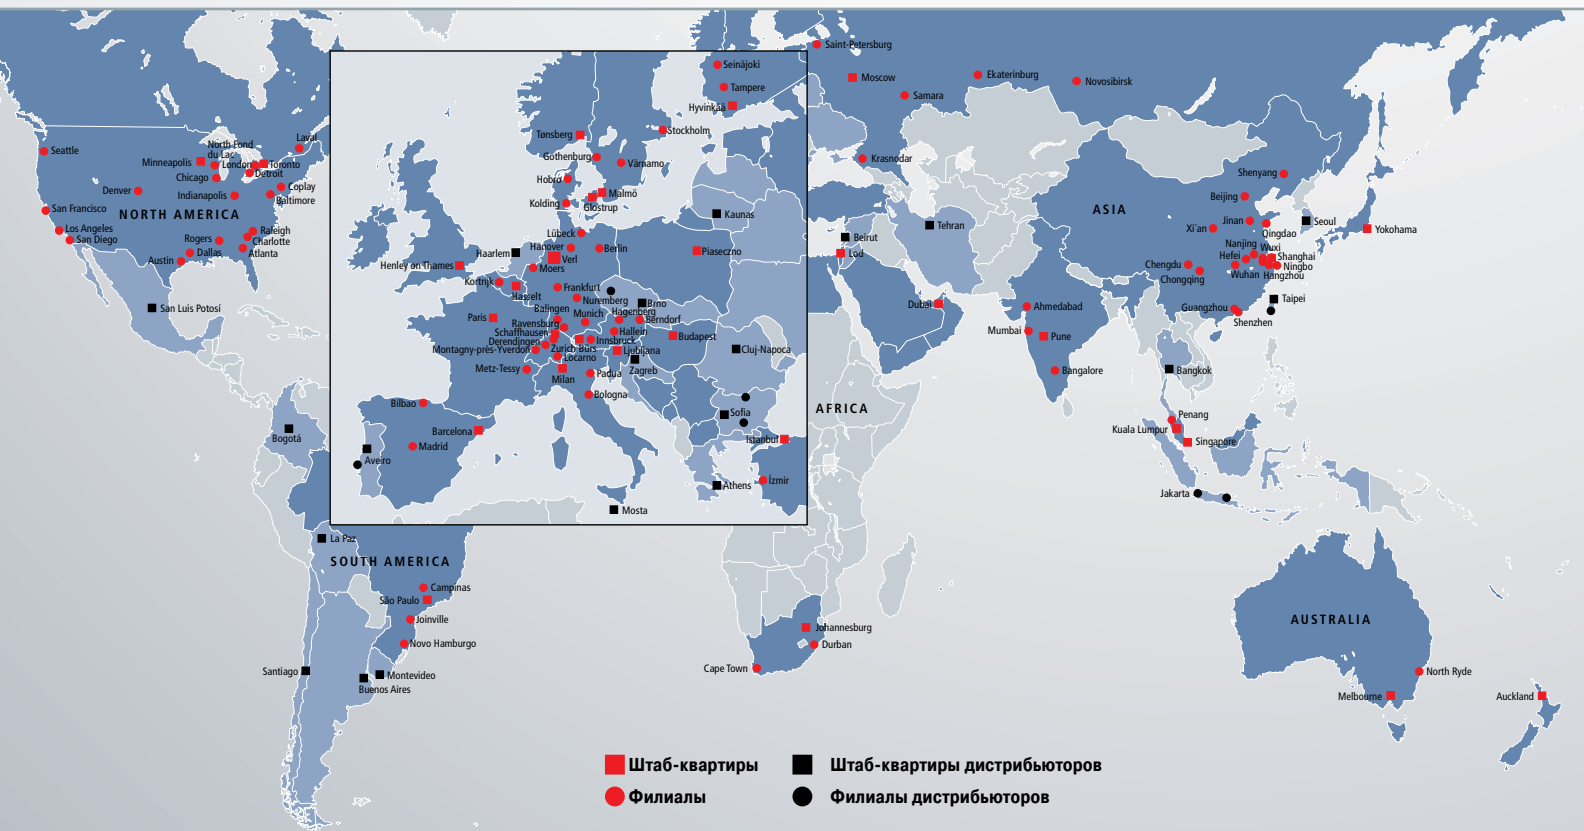 Saint-Petersburg
Moscow
Ekaterinburg
Novosibirsk
Samara
Krasnodar
Seattle
North Fond
du Lac
Laval
Minneapolis
London
Toronto
Chicago
Detroit
Denver
Indianapolis
Coplay
Baltimore
San Francisco
NORTH AMERICA
Los Angeles
San Diego
Raleigh
Rogers
Charlotte
Dallas
Atlanta
Austin
San Luis Potosí
Bogotá
La Paz
SOUTH AMERICA
Campinas
São Paulo
Joinville
Novo Hamburgo
Santiago
Montevideo
Buenos Aires
Seinäjoki
Tampere
Hyvinkää
Tønsberg
Stockholm
Gothenburg
Värnamo
Hobro
Malmö
Kolding
Glostrup
Kaunas
Lübeck
Hanover
Berlin
Haarlem
Verl
Piaseczno
Henley on Thames
Moers
Kortrijk
Hasselt
Frankfurt
Nuremberg
Brno
Balingen
Hagenberg
Paris
Munich
Berndorf
Ravensburg
Schaffhausen
Hallein
Derendingen
Innsbruck
Budapest
Montagny-près-Yverdon
Zurich
Bürs
Ljubljana
Cluj-Napoca
Locarno
Zagreb
Metz-Tessy
Milan
Padua
Bologna
Bilbao
Sofia
Barcelona
Madrid
Istanbul
Aveiro
İzmir
Athens
Mosta
AFRICA
Johannesburg
Durban
Cape Town
Beirut
Lod
Tehran
Dubai
ASIA
Shenyang
Beijing
Jinan
Seoul
Xi´an
Qingdao
Yokohama
Nanjing
Wuxi
Hefei
Shanghai
Chengdu
Ningbo
Wuhan
Hangzhou
Chongqing
Taipei
Guangzhou
Shenzhen
Ahmedabad
Mumbai
Pune
Bangalore
Bangkok
Penang
Kuala Lumpur
Singapore
Jakarta
AUSTRALIA
North Ryde
Melbourne
Auckland
Штаб-квартиры
Штаб-квартиры дистрибьюторов
Филиалы
Филиалы дистрибьюторов